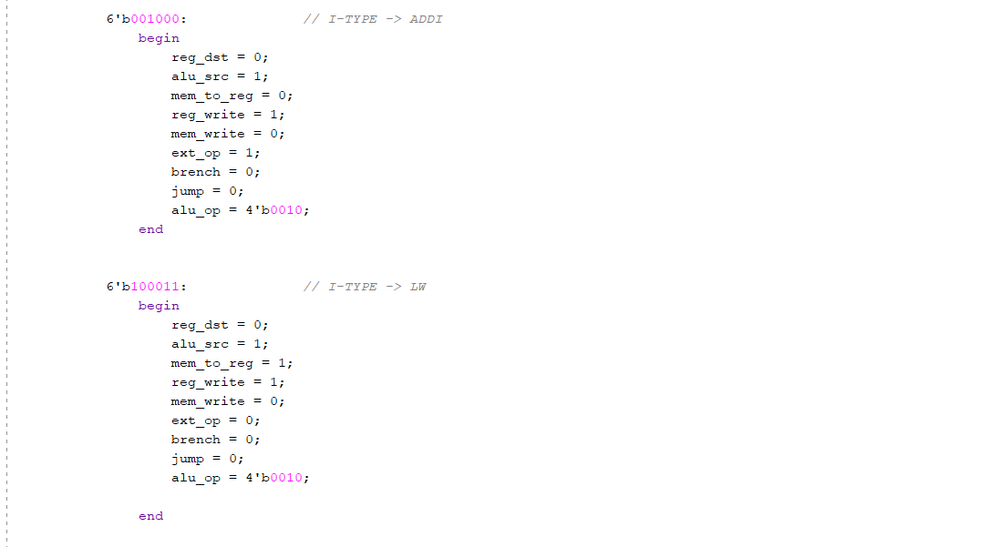 6'b001000:                // I-TYPE -> ADDI
    begin
        reg_dst = 0;
        alu_src = 1;
        mem_to_reg = 0;
        reg_write = 1;
        mem_write = 0;
        ext_op = 1;
        brench = 0;
        jump = 0;
        alu_op = 4'b0010;
    end
6'b100011:                // I-TYPE -> LW
    begin
        reg_dst = 0;
        alu_src = 1;
        mem_to_reg = 1;
        reg_write = 1;
        mem_write = 0;
        ext_op = 0;
        brench = 0;
        jump = 0;
        alu_op = 4'b0010;
    end